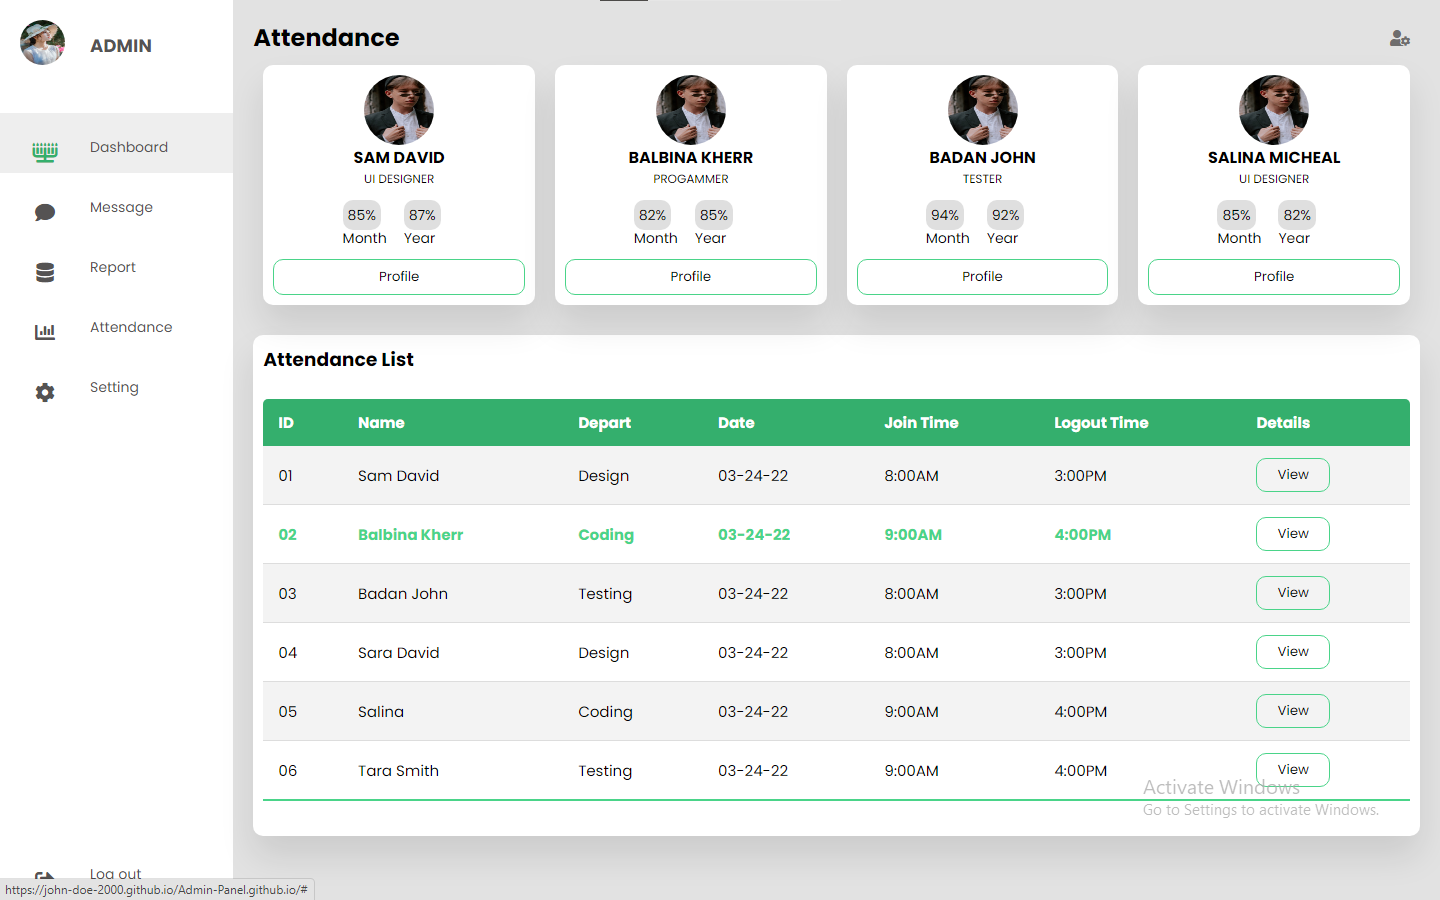 ADMIN
Dashboard
Message
Report
Attendance
Setting
Log out
https://john-doe-2000.github.io/Admin-Panel.github.io/#
Attendance
SAM DAVID
UI DESIGNER
85% 87%
Month Year
Profile
BALBINA KHERR
PROGAMMER
82% 85%
Month Year
Profile
BADAN JOHN
TESTER
94% 92%
Month Year
Profile
SALINA MICHEAL
UI DESIGNER
85% 82%
Month Year
Profile
Attendance List
ID Name Depart Date Join Time Logout Time Details
01 Sam David Design 03-24-22 8:00AM 3:00PM View
02 Balbina Kherr Coding 03-24-22 9:00AM 4:00PM View
03 Badan John Testing 03-24-22 8:00AM 3:00PM View
04 Sara David Design 03-24-22 8:00AM 3:00PM View
05 Salina Coding 03-24-22 9:00AM 4:00PM View
06 Tara Smith Testing 03-24-22 9:00AM 4:00PM View
Activate Windows
Go to Settings to activate Windows.